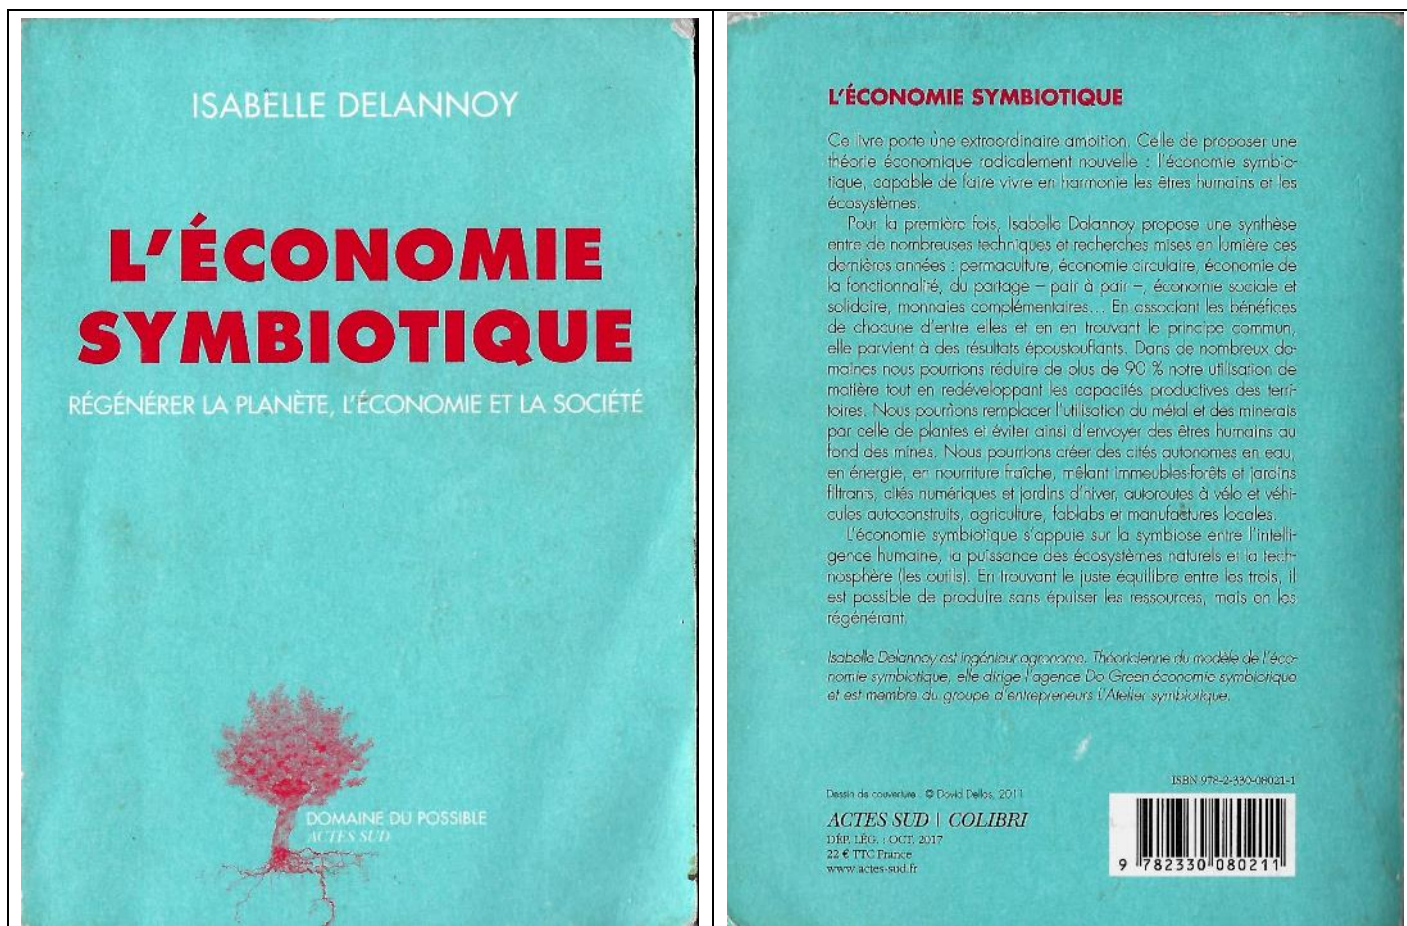 ISABELLE DELANNOY
L'ÉCONOMIE
SYMBIOTIQUE
RÉGÉNÉRER LA PLANÈTE, L'ÉCONOMIE ET LA SOCIÉTÉ
DOMAINE DU POSSIBLE
ACTES SUD
L'ÉCONOMIE SYMBIOTIQUE
Ce livre porte une extraordinaire ambition. Celle de proposer une
théorie économique radicalement nouvelle : l'économie symbio-
tique, capable de faire vivre en harmonie les êtres humains et les
écosystèmes.
Pour la première fois, Isabelle Delannoy propose une synthèse
entre de nombreuses techniques et recherches mises en lumière ces
dernières années : permaculture, économie circulaire, économie de
la fonctionnalité, du partage – pair à pair –, économie sociale et
solidaire, monnaies complémentaires... En associant les bénéfices
de chacune d'entre elles et en en trouvant le principe commun,
elle parvient à des résultats époustouflants. Dans de nombreux do-
maines nous pourrions réduire de plus de 90 % notre utilisation de
matière tout en redéveloppant les capacités productives des terri-
toires. Nous pourrions remplacer l'utilisation du métal et des minerais
par celle de plantes et éviter ainsi d'envoyer des êtres humains au
fond des mines. Nous pourrions créer des cités autonomes en eau,
en énergie, en nourriture fraîche, mêlant immeubles-forêts et jardins
filtrants, cités numériques et jardins d'hiver, autoroutes à vélo et véhi-
cules autoconstruits, agriculture, fablabs et manufactures locales.
L'économie symbiotique s'appuie sur la symbiose entre l'intelli-
gence humaine, la puissance des écosystèmes naturels et la tech-
nosphère (les outils). En trouvant le juste équilibre entre les trois, il
est possible de produire sans épuiser les ressources, mais en les
régénérant.
Isabelle Delannoy est ingénieur agronome. Théoricienne du modèle de l'éco-
nomie symbiotique, elle dirige l'agence Do Green économie symbiotique
et est membre du groupe d'entrepreneurs L'Atelier symbiotique.
ISBN 978-2-330-08021-1
Dessin de couverture : © David Dellas, 2011
ACTES SUD | COLIBRI
DÉP. LÉG. : OCT. 2017
22 € TTC France
www.actes-sud.fr
9 782330 080211